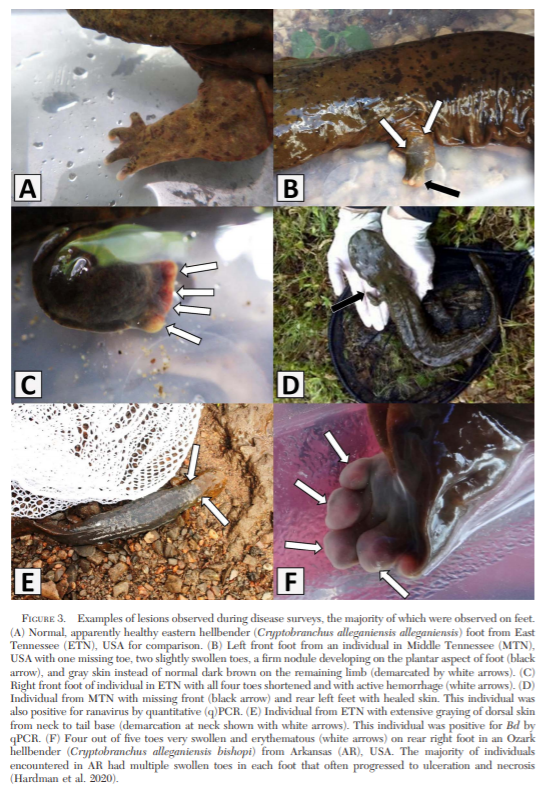 A
B
C
D
E
F
FIGURE 3. Examples of lesions observed during disease surveys, the majority of which were observed on feet.
(A) Normal, apparently healthy eastern hellbender (Cryptobranchus alleganiensis alleganiensis) foot from East
Tennessee (ETN), USA for comparison. (B) Left front foot from an individual in Middle Tennessee (MTN),
USA with one missing toe, two slightly swollen toes, a firm nodule developing on the plantar aspect of foot (black
arrow), and gray skin instead of normal dark brown on the remaining limb (demarcated by white arrows). (C)
Right front foot of individual in ETN with all four toes shortened and with active hemorrhage (white arrows). (D)
Individual from MTN with missing front (black arrow) and rear left feet with healed skin. This individual was
also positive for ranavirus by quantitative (q)PCR. (E) Individual from ETN with extensive graying of dorsal skin
from neck to tail base (demarcation at neck shown with white arrows). This individual was positive for Bd by
qPCR. (F) Four out of five toes very swollen and erythematous (white arrows) on rear right foot in an Ozark
hellbender (Cryptobranchus alleganiensis bishopi) from Arkansas (AR), USA. The majority of individuals
encountered in AR had multiple swollen toes in each foot that often progressed to ulceration and necrosis
(Hardman et al. 2020).